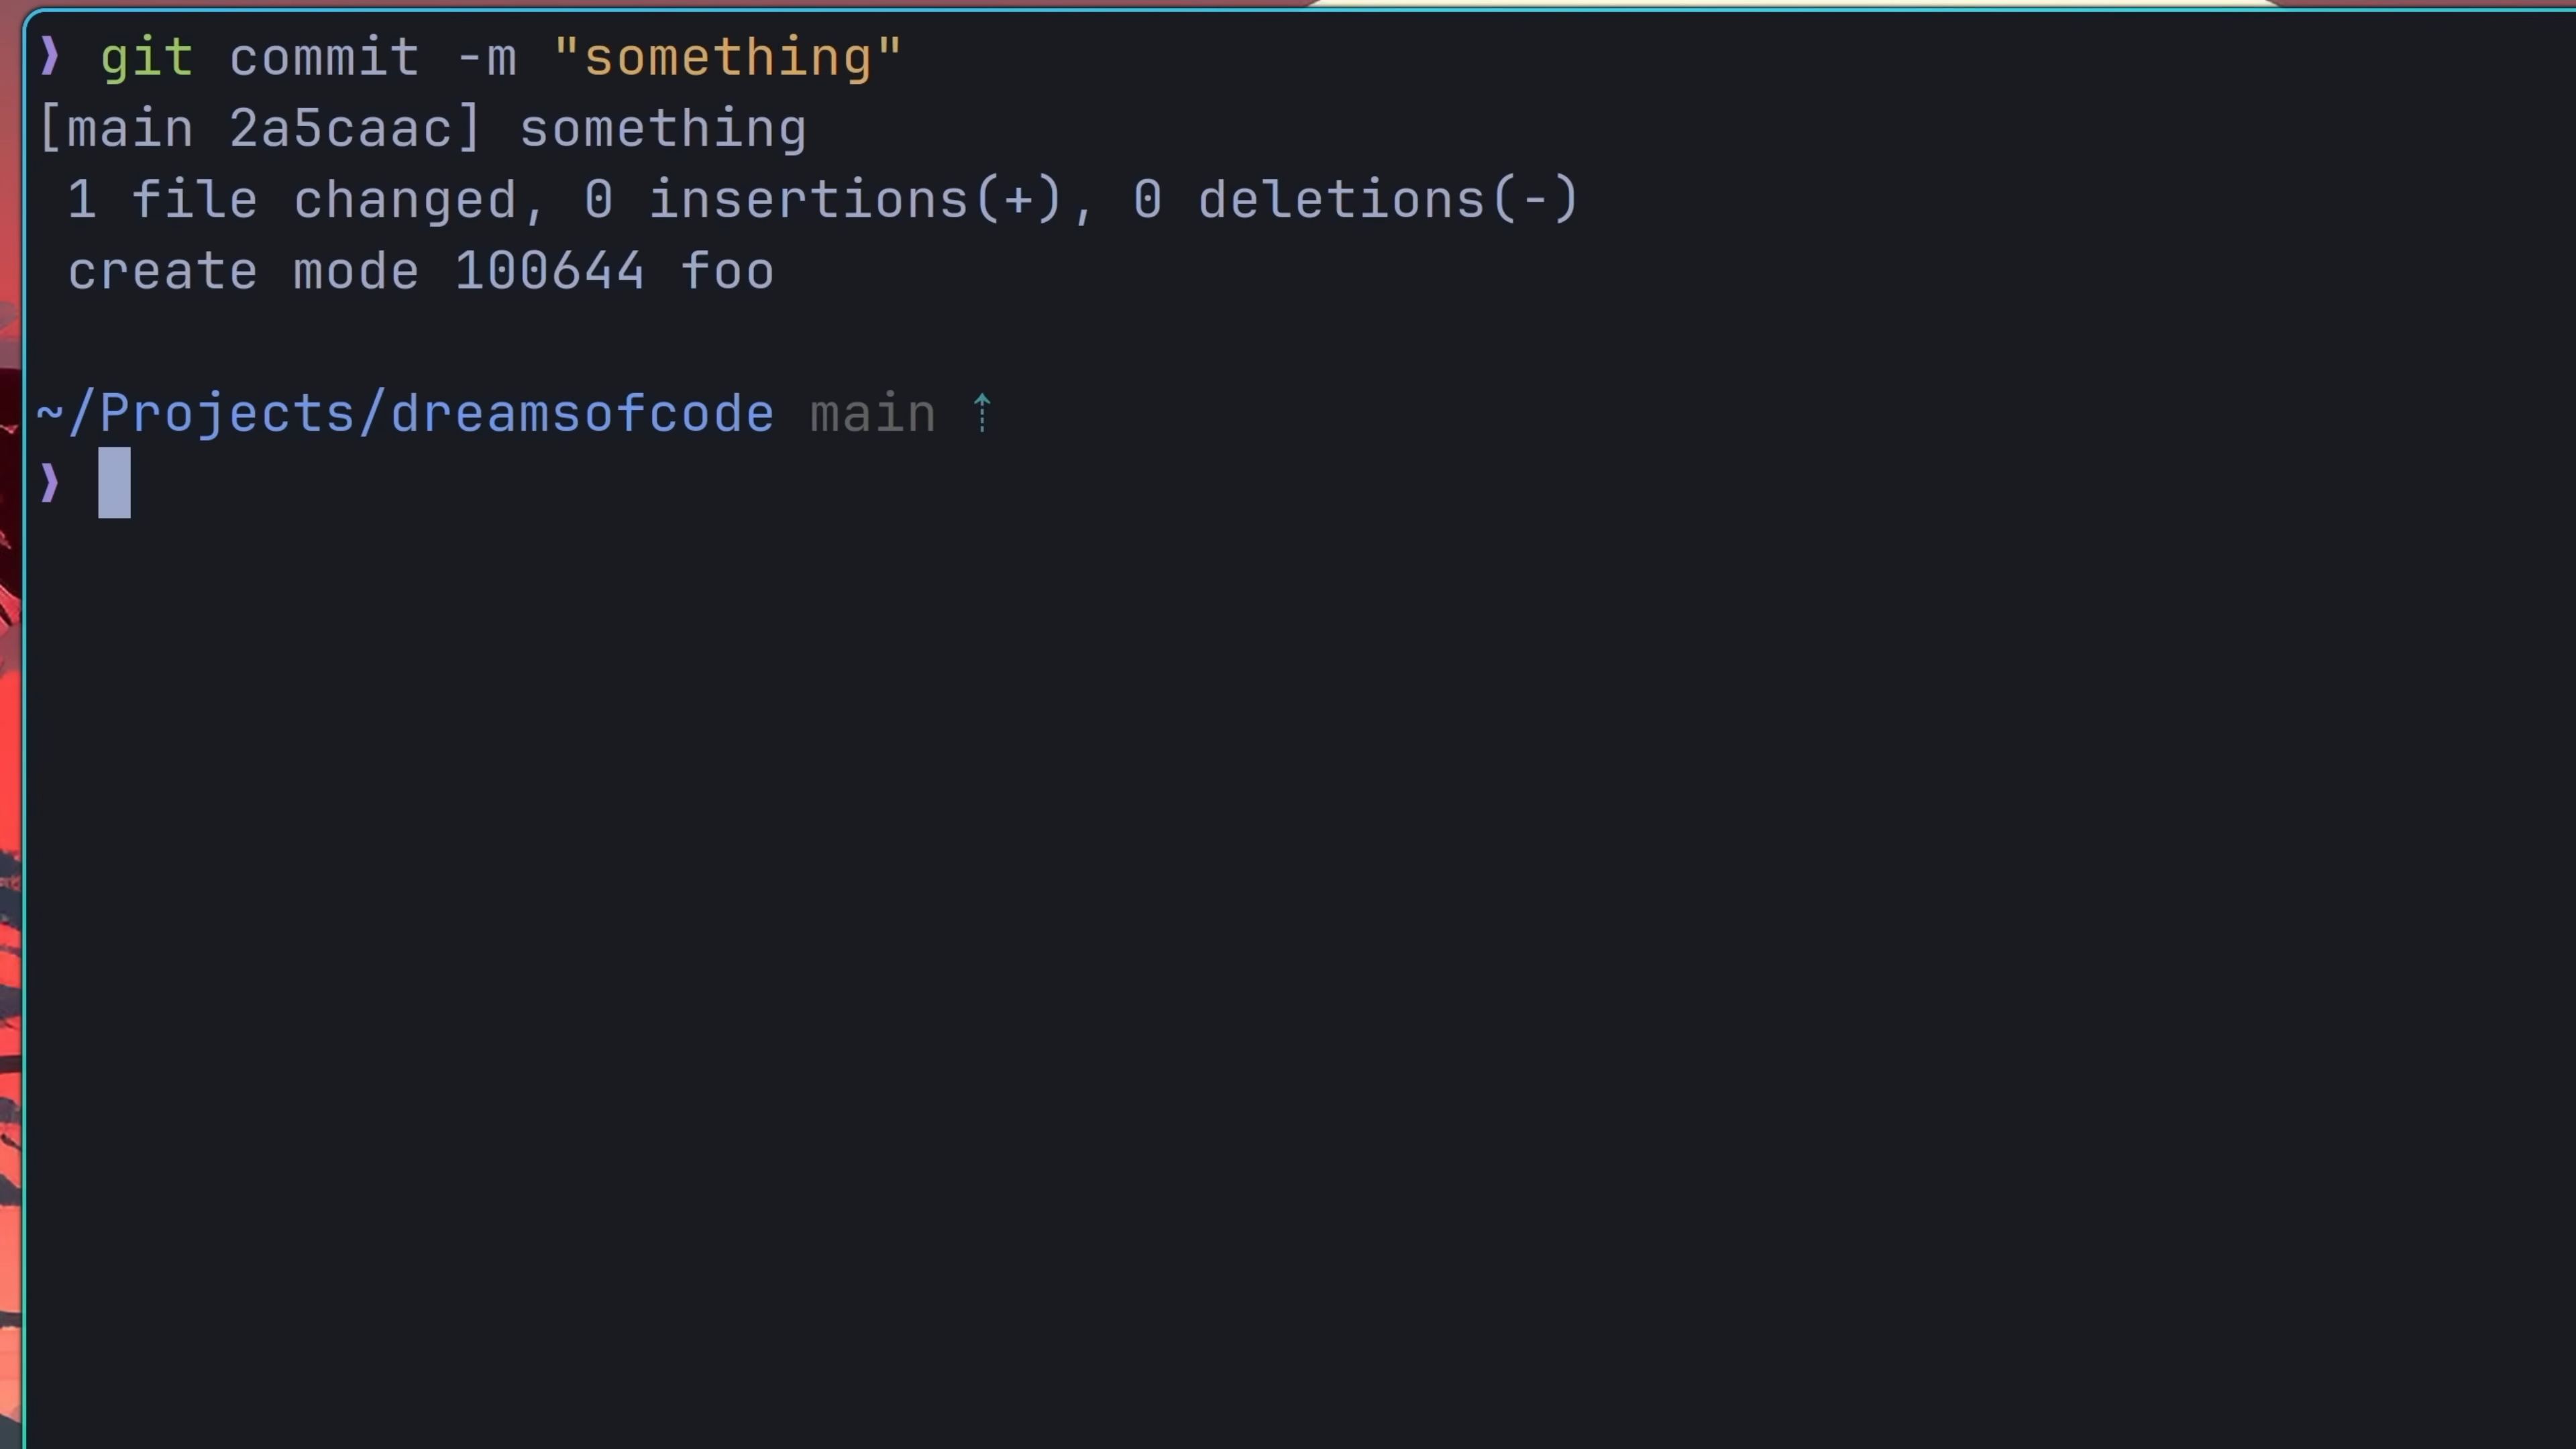 ❱ git commit -m "something"
[main 2a5caac] something
 1 file changed, 0 insertions(+), 0 deletions(-)
 create mode 100644 foo
~/Projects/dreamsofcode main ⇡
❱